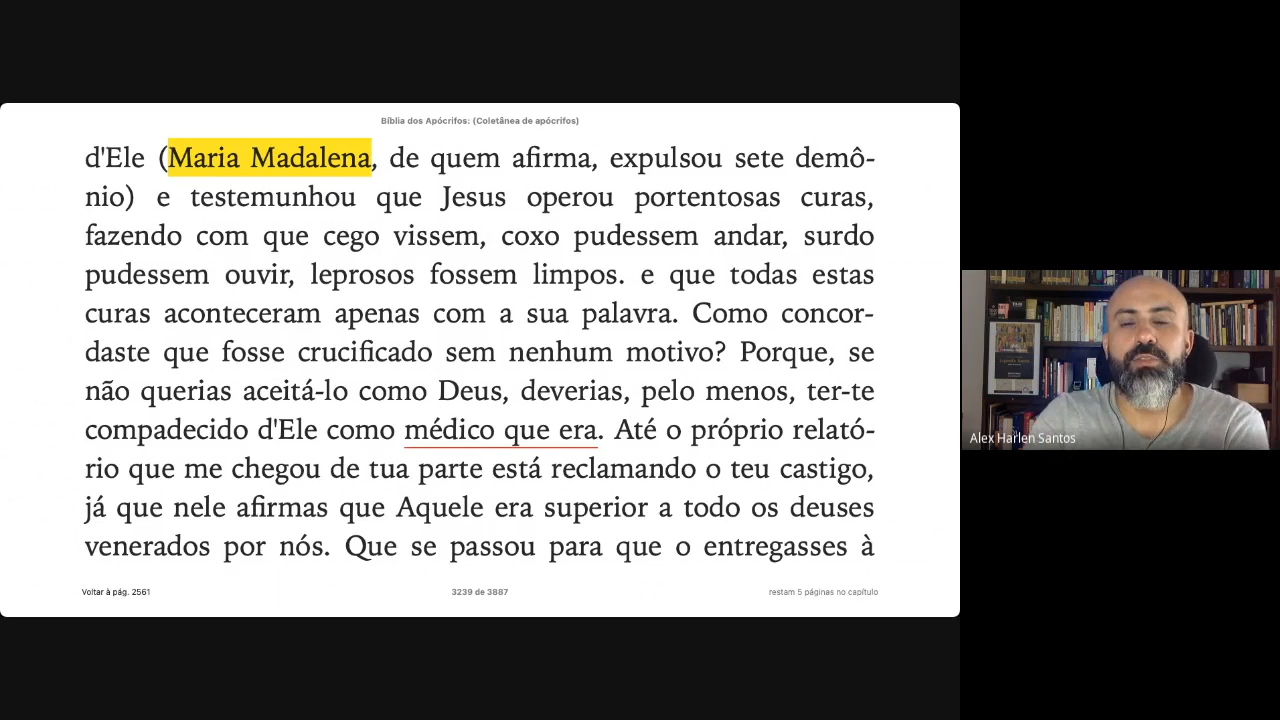 Bíblia dos Apócrifos: (Coletânea de apócrifos)
d'Ele (Maria Madalena, de quem afirma, expulsou sete demô-
nio) e testemunhou que Jesus operou portentosas curas,
fazendo com que cego vissem, coxo pudessem andar, surdo
pudessem ouvir, leprosos fossem limpos. e que todas estas
curas aconteceram apenas com a sua palavra. Como concor-
daste que fosse crucificado sem nenhum motivo? Porque, se
não querias aceitá-lo como Deus, deverias, pelo menos, ter-te
compadecido d'Ele como médico que era. Até o próprio relató-
rio que me chegou de tua parte está reclamando o teu castigo,
já que nele afirmas que Aquele era superior a todo os deuses
venerados por nós. Que se passou para que o entregasses à
Voltar à pág. 2561
3239 de 3887
restam 5 páginas no capítulo
Alex Harlen Santos